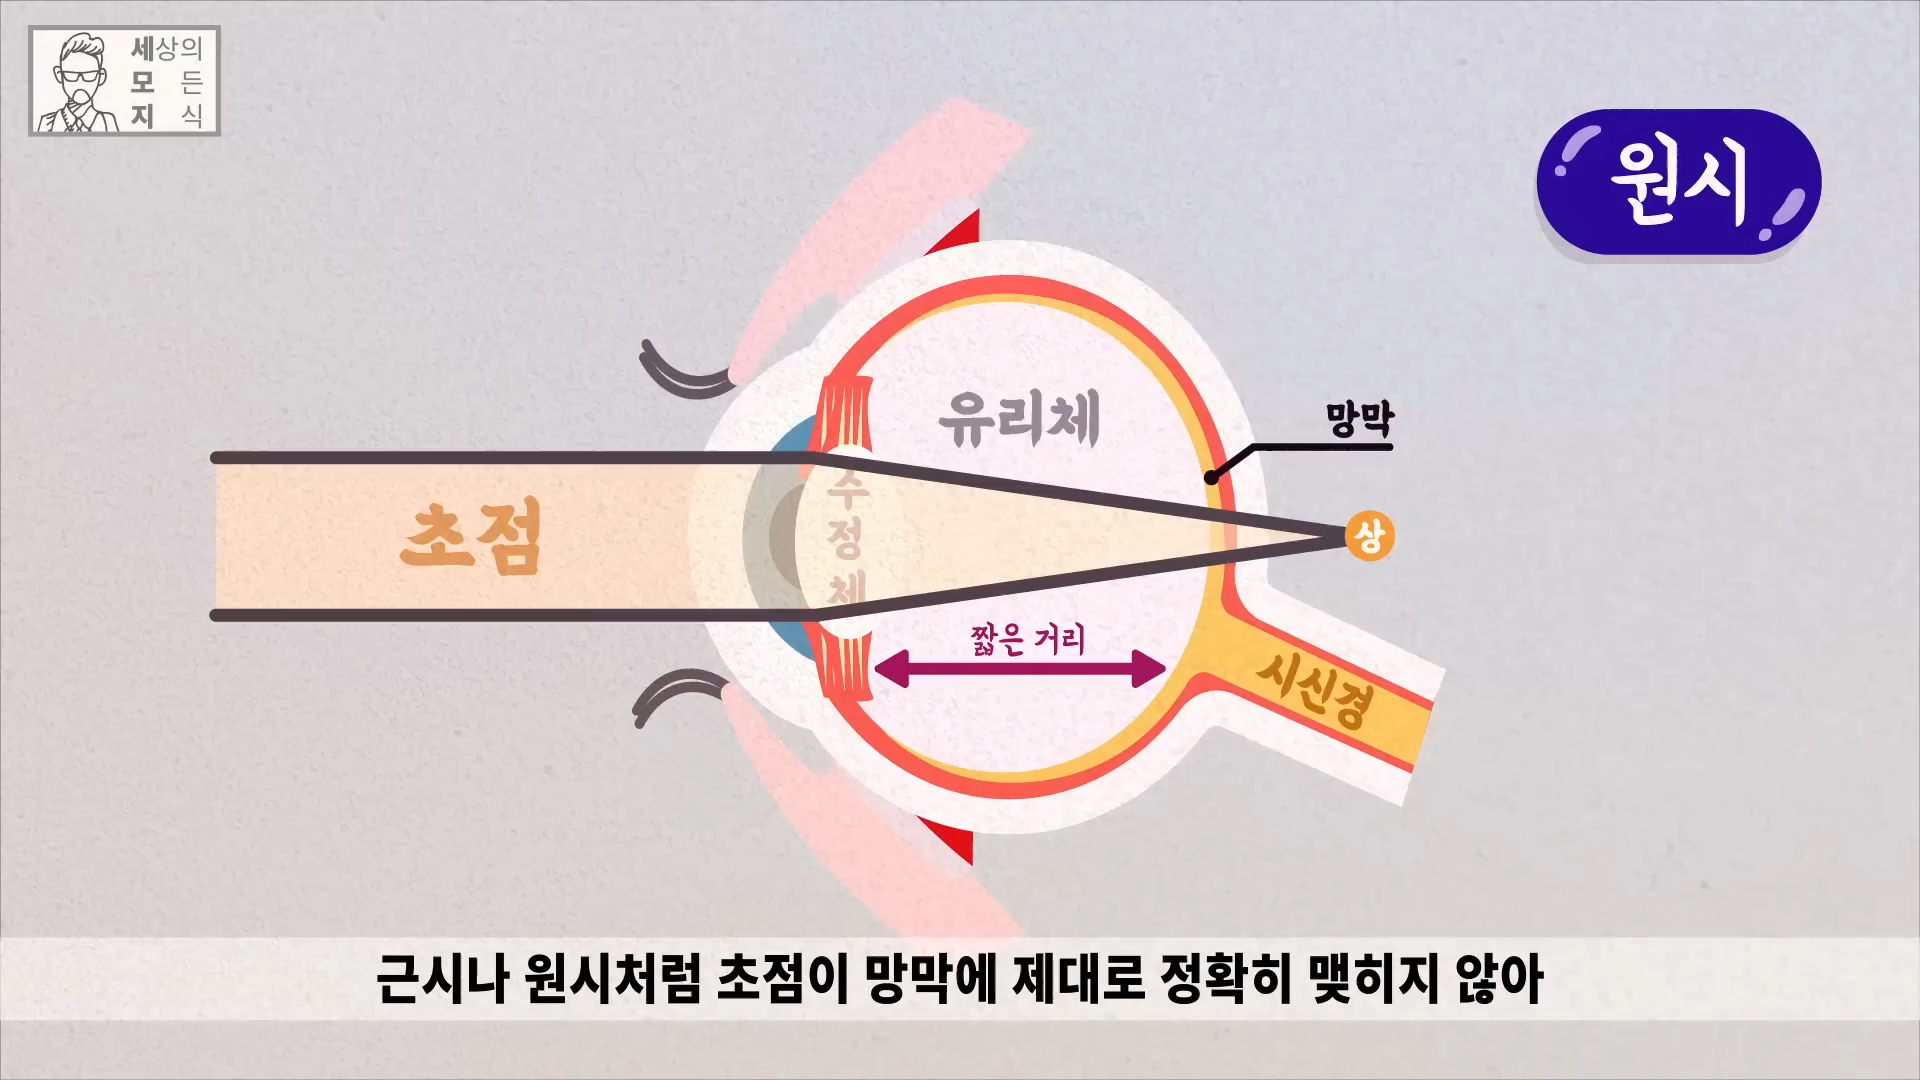 세상의
모든
지식
원시
유리체
망막
초점
수정체
상
짧은 거리
시신경
근시나 원시처럼 초점이 망막에 제대로 정확히 맺히지 않아